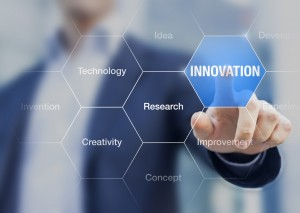 Idea
Technology
INNOVATION
Invention
Research
Creativity
Improvement
Concept